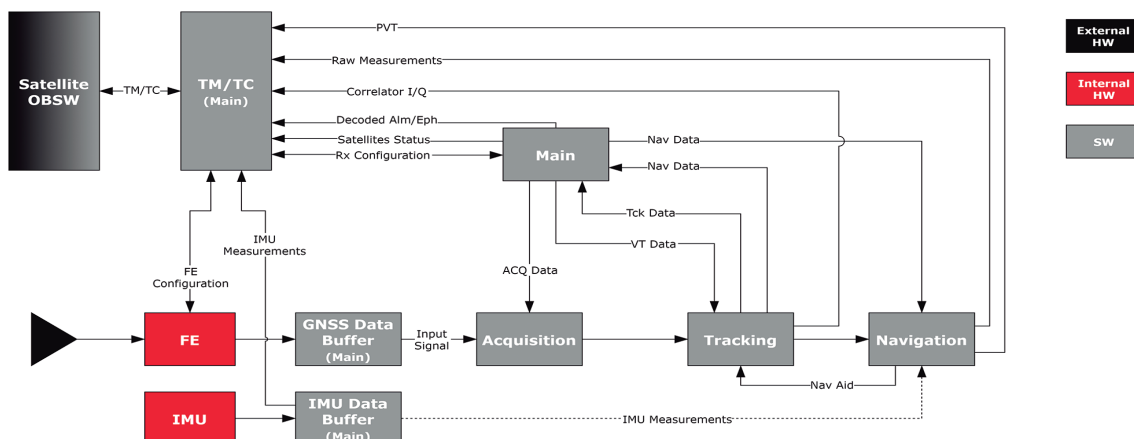 PVT
Raw Measurements
Correlator I/Q
Decoded Alm/Eph
Satellites Status
Rx Configuration
Satellite
OBSW
TM/TC
TM/TC
(Main)
Main
Nav Data
Nav Data
Tck Data
VT Data
ACQ Data
IMU
Measurements
FE
Configuration
FE
GNSS Data
Buffer
(Main)
Input
Signal
Acquisition
Tracking
Navigation
Nav Aid
IMU
IMU Data
Buffer
(Main)
IMU Measurements
External
HW
Internal
HW
SW